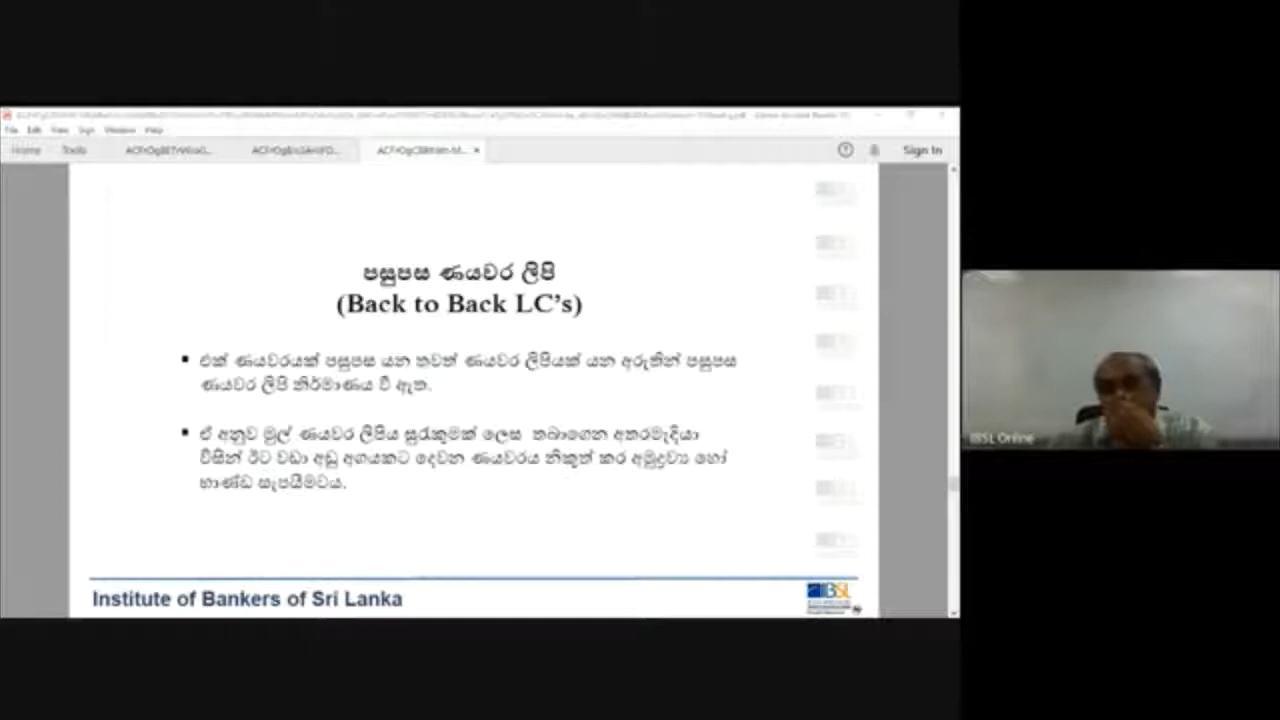 File Edit View Sign Window Help
Home Tools Sign In
පසුපස ණයවර ලිපි
(Back to Back LC's)
▪ එක් ණයවරයක් පසුපස යන තවත් ණයවර ලිපියක් යන අරුතින් පසුපස
ණයවර ලිපි නිර්මාණය වී ඇත.
▪ ඒ අනුව මුල් ණයවර ලිපිය සුරැකුමක් ලෙස තබාගෙන අතරමැදියා
විසින් ඊට වඩා අඩු අගයකට දෙවන ණයවරය නිකුත් කර අමුද්‍රව්‍ය හෝ
භාණ්ඩ සැපයීමටය.
Institute of Bankers of Sri Lanka
IBSL
IBSL Online